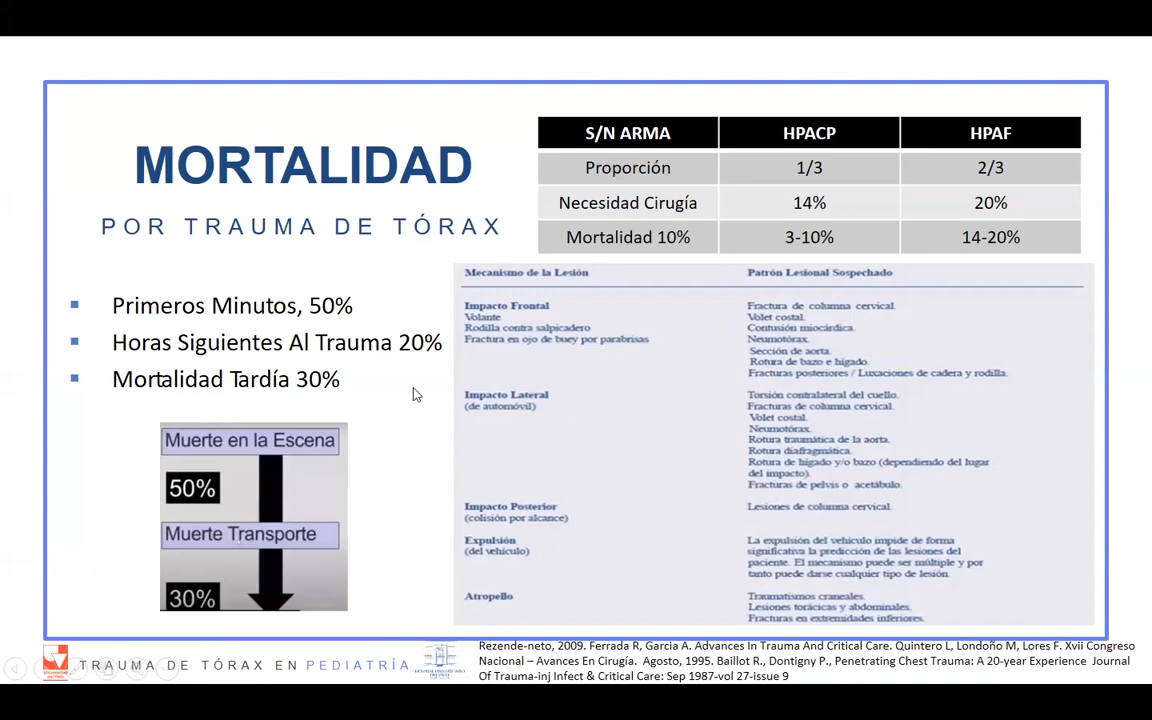 MORTALIDAD
POR TRAUMA DE TÓRAX
Primeros Minutos, 50%
Horas Siguientes Al Trauma 20%
Mortalidad Tardía 30%
Muerte en la Escena
50%
Muerte Transporte
30%
S/N ARMA HPACP HPAF
Proporción 1/3 2/3
Necesidad Cirugía 14% 20%
Mortalidad 10% 3-10% 14-20%
Mecanismo de la Lesión Patrón Lesional Sospechado
Impacto Frontal Fractura de columna cervical.
Volante Volet costal.
Rodilla contra salpicadero Contusión miocárdica.
Fractura en ojo de buey por parabrisas Neumotórax.
Sección de aorta.
Rotura de bazo e hígado.
Fracturas posteriores / Luxaciones de cadera y rodilla.
Impacto Lateral Torsión contralateral del cuello.
(de automóvil) Fracturas de columna cervical.
Volet costal.
Neumotórax.
Rotura traumática de la aorta.
Rotura diafragmática.
Rotura de hígado y/o bazo (dependiendo del lugar
del impacto).
Fracturas de pelvis o acetábulo.
Impacto Posterior Lesiones de columna cervical.
(colisión por alcance)
Expulsión La expulsión del vehículo impide de forma
(del vehículo) significativa la predicción de las lesiones del
paciente. El mecanismo puede ser múltiple y por
tanto puede darse cualquier tipo de lesión.
Atropello Traumatismos craneales.
Lesiones torácicas y abdominales.
Fracturas en extremidades inferiores.
TRAUMA DE TÓRAX EN PEDIATRÍA
Rezende-neto, 2009. Ferrada R, Garcia A. Advances In Trauma And Critical Care. Quintero L, Londoño M, Lores F. Xvii Congreso
Nacional – Avances En Cirugía. Agosto, 1995. Baillot R., Dontigny P., Penetrating Chest Trauma: A 20-year Experience Journal
Of Trauma-inj Infect & Critical Care: Sep 1987-vol 27-issue 9